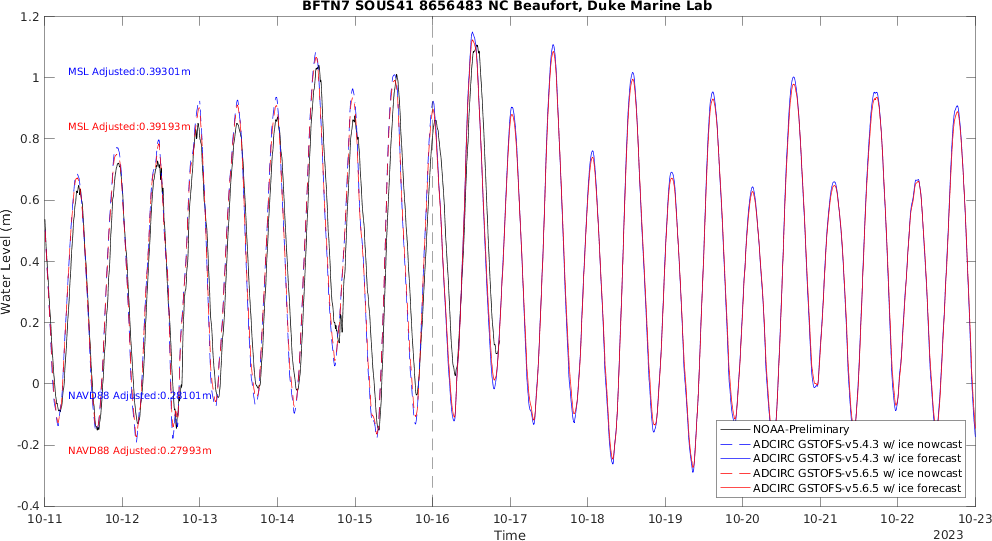 BFTN7 SOUS41 8656483 NC Beaufort, Duke Marine Lab
Water Level (m)
1.2
1
0.8
0.6
0.4
0.2
0
-0.2
-0.4
MSL Adjusted:0.39301m
MSL Adjusted:0.39193m
NAVD88 Adjusted:0.28101m
NAVD88 Adjusted:0.27993m
NOAA-Preliminary
ADCIRC GSTOFS-v5.4.3 w/ ice nowcast
ADCIRC GSTOFS-v5.4.3 w/ ice forecast
ADCIRC GSTOFS-v5.6.5 w/ ice nowcast
ADCIRC GSTOFS-v5.6.5 w/ ice forecast
10-11 10-12 10-13 10-14 10-15 10-16 10-17 10-18 10-19 10-20 10-21 10-22 10-23
Time
2023